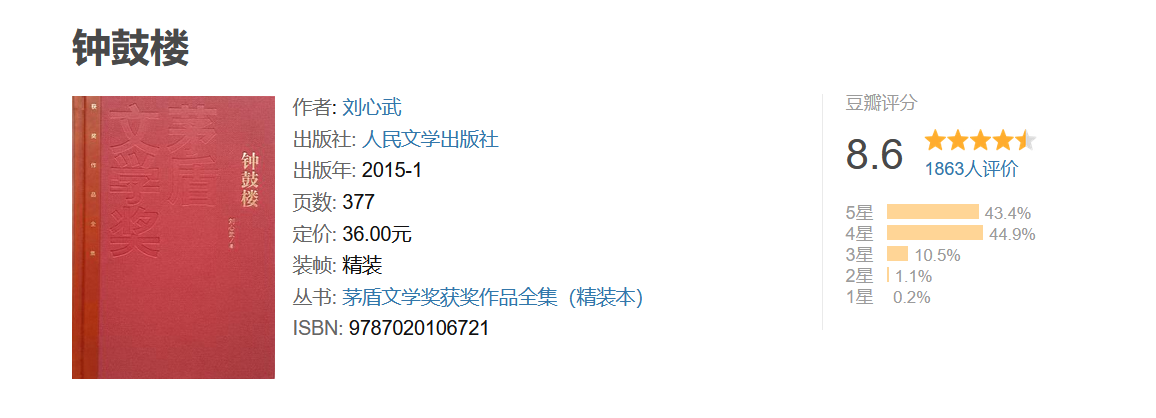 钟鼓楼
获奖作品全集
茅盾
文学奖
钟鼓楼
刘心武/著
作者: 刘心武
出版社: 人民文学出版社
出版年: 2015-1
页数: 377
定价: 36.00元
装帧: 精装
丛书: 茅盾文学奖获奖作品全集（精装本）
ISBN: 9787020106721
豆瓣评分
8.6
1863人评价
5星 43.4%
4星 44.9%
3星 10.5%
2星 1.1%
1星 0.2%